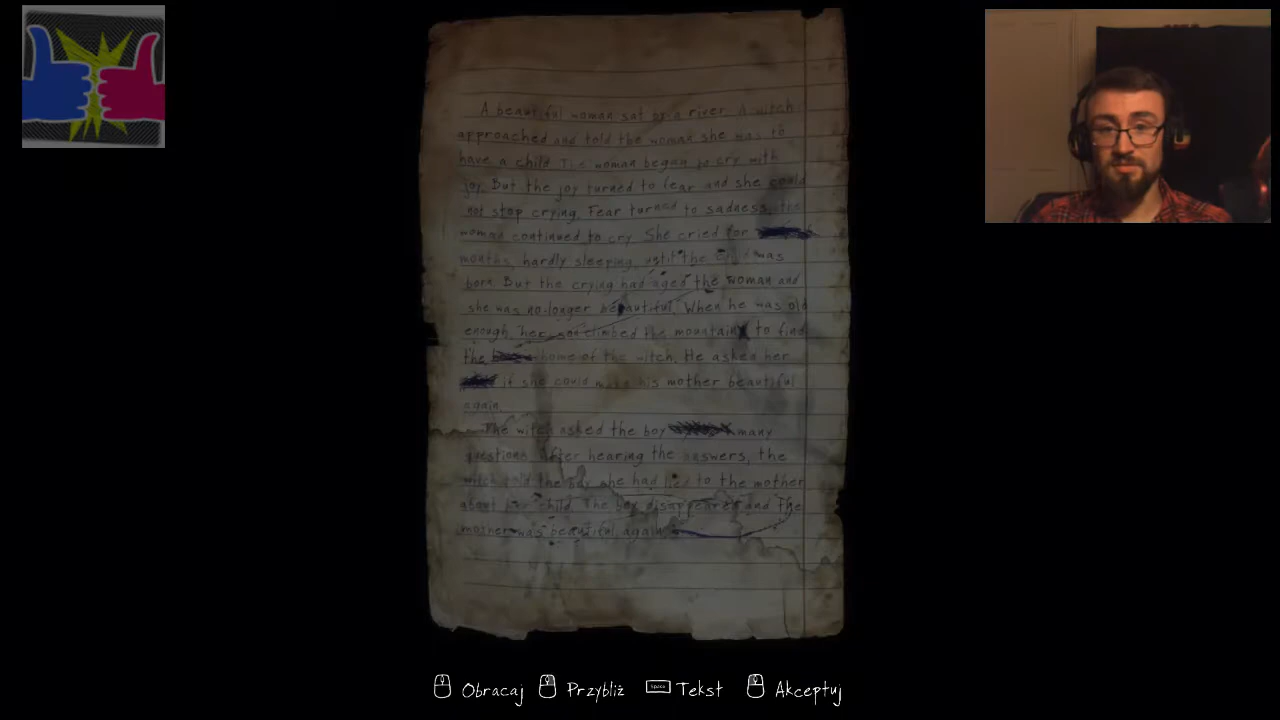 A beautiful woman sat by a river. A witch
approached and told the woman she was to
have a child. The woman began to cry with
joy. But the joy turned to fear and she could
not stop crying. Fear turned to sadness, the
woman continued to cry. She cried for
months, hardly sleeping, until the child was
born. But the crying had aged the woman and
she was no-longer beautiful. When he was old
enough, her son climbed the mountain to find
the home of the witch. He asked her
if she could make his mother beautiful
again.
The witch asked the boy many
questions. After hearing the answers, the
witch told the boy she had lied to the mother
about her child. The boy disappeared and the
mother was beautiful again.
Obracaj Przybliż Tekst Akceptuj